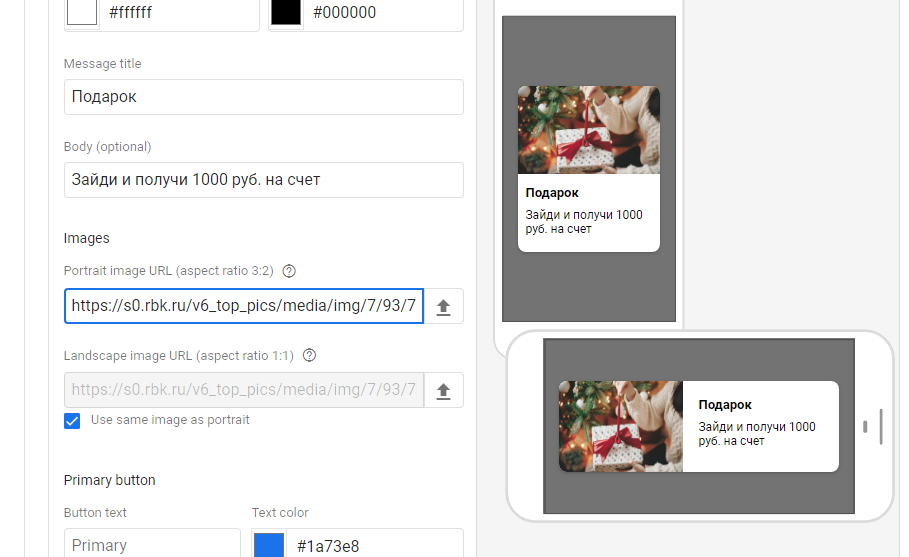 #ffffff
#000000
Message title
Подарок
Body (optional)
Зайди и получи 1000 руб. на счет
Images
Portrait image URL (aspect ratio 3:2)
https://s0.rbk.ru/v6_top_pics/media/img/7/93/7
Landscape image URL (aspect ratio 1:1)
https://s0.rbk.ru/v6_top_pics/media/img/7/93/7
Use same image as portrait
Primary button
Button text
Text color
Primary
#1a73e8
Подарок
Зайди и получи 1000
руб. на счет
Подарок
Зайди и получи 1000
руб. на счет